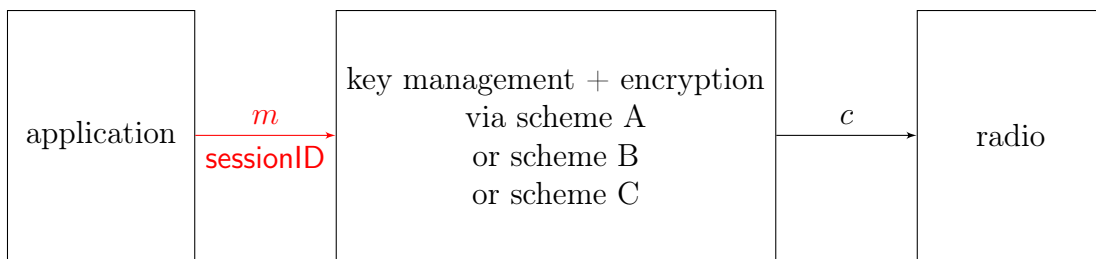 application
m
sessionID
key management + encryption
via scheme A
or scheme B
or scheme C
c
radio